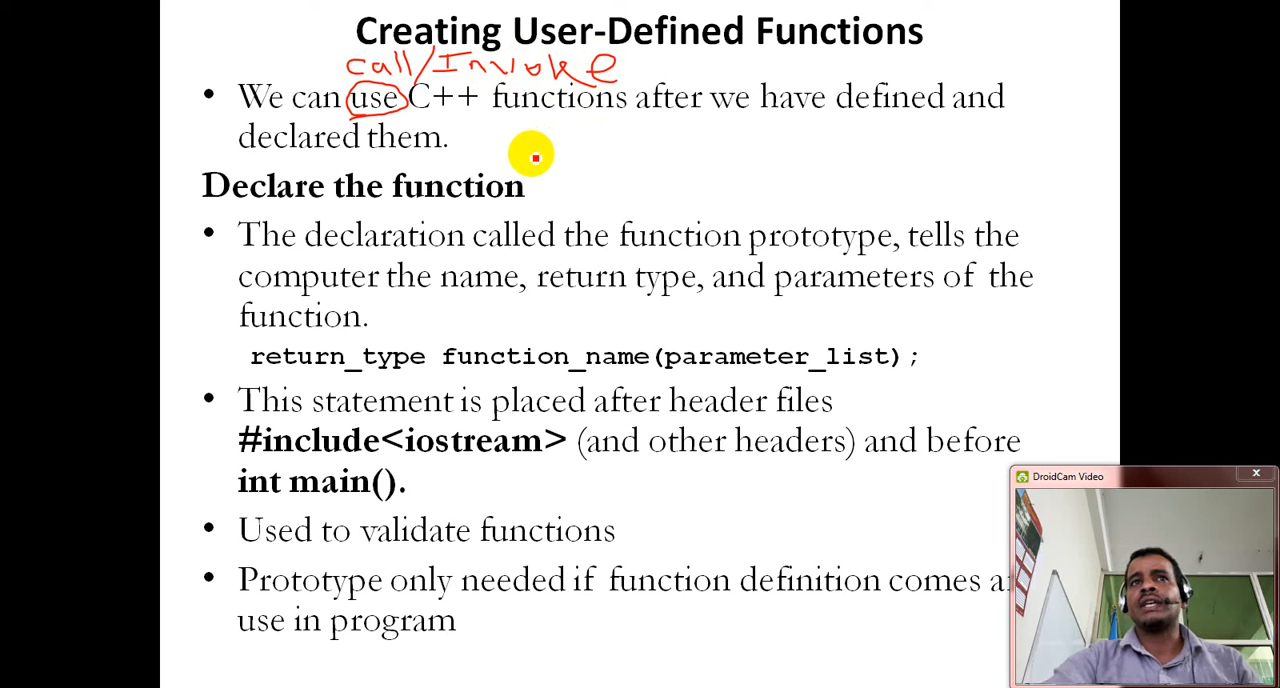 Creating User-Defined Functions
call/Invoke
• We can use C++ functions after we have defined and
declared them.
Declare the function
• The declaration called the function prototype, tells the
computer the name, return type, and parameters of the
function.
return_type function_name(parameter_list);
• This statement is placed after header files
#include<iostream> (and other headers) and before
int main().
• Used to validate functions
• Prototype only needed if function definition comes
use in program
DroidCam Video